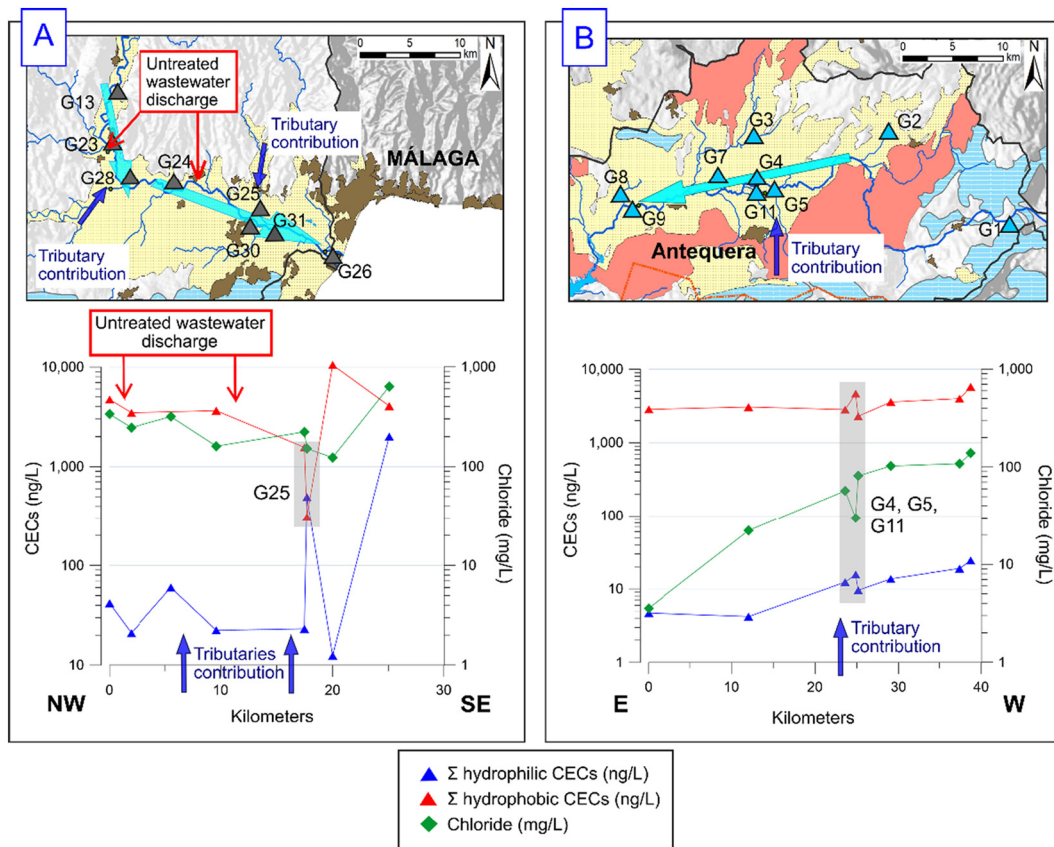 A
0 5 10
km
N
Untreated
wastewater
discharge
G13
Tributary
contribution
G23
MÁLAGA
G24
G28
G25
G31
G30
G26
Tributary
contribution
B
0 5 10
km
N
G2
G3
G7
G4
G8
G9
G11
G5
G1
Antequera
Tributary
contribution
Untreated wastewater
discharge
10,000
1,000
100
10
CECs (ng/L)
1,000
100
10
1
Chloride (mg/L)
G25
Tributaries
contribution
0 10 20 30
NW
SE
Kilometers
10,000
1,000
100
10
1
CECs (ng/L)
1,000
100
10
1
Chloride (mg/L)
G4, G5,
G11
Tributary
contribution
0 10 20 30 40
E
W
Kilometers
Σ hydrophilic CECs (ng/L)
Σ hydrophobic CECs (ng/L)
Chloride (mg/L)